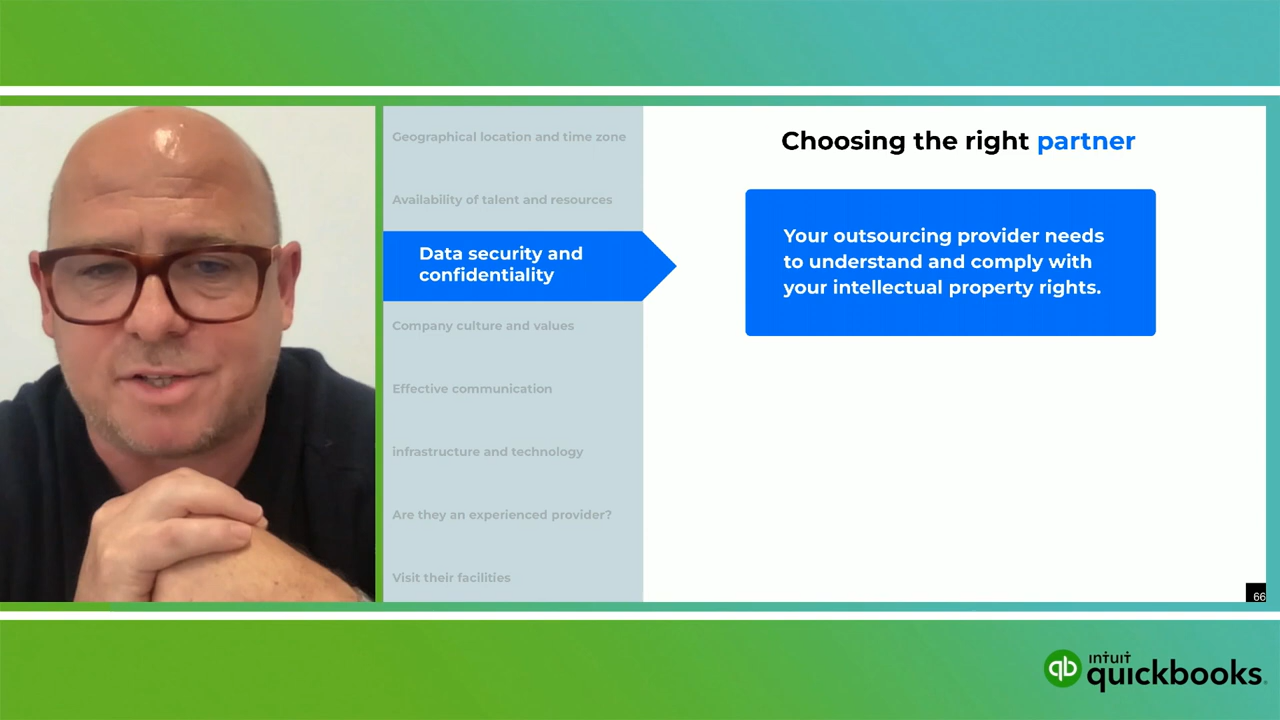 Geographical location and time zone
Availability of talent and resources
Data security and
confidentiality
Company culture and values
Effective communication
infrastructure and technology
Are they an experienced provider?
Visit their facilities
Choosing the right partner
Your outsourcing provider needs
to understand and comply with
your intellectual property rights.
66
qb
intuit
quickbooks.